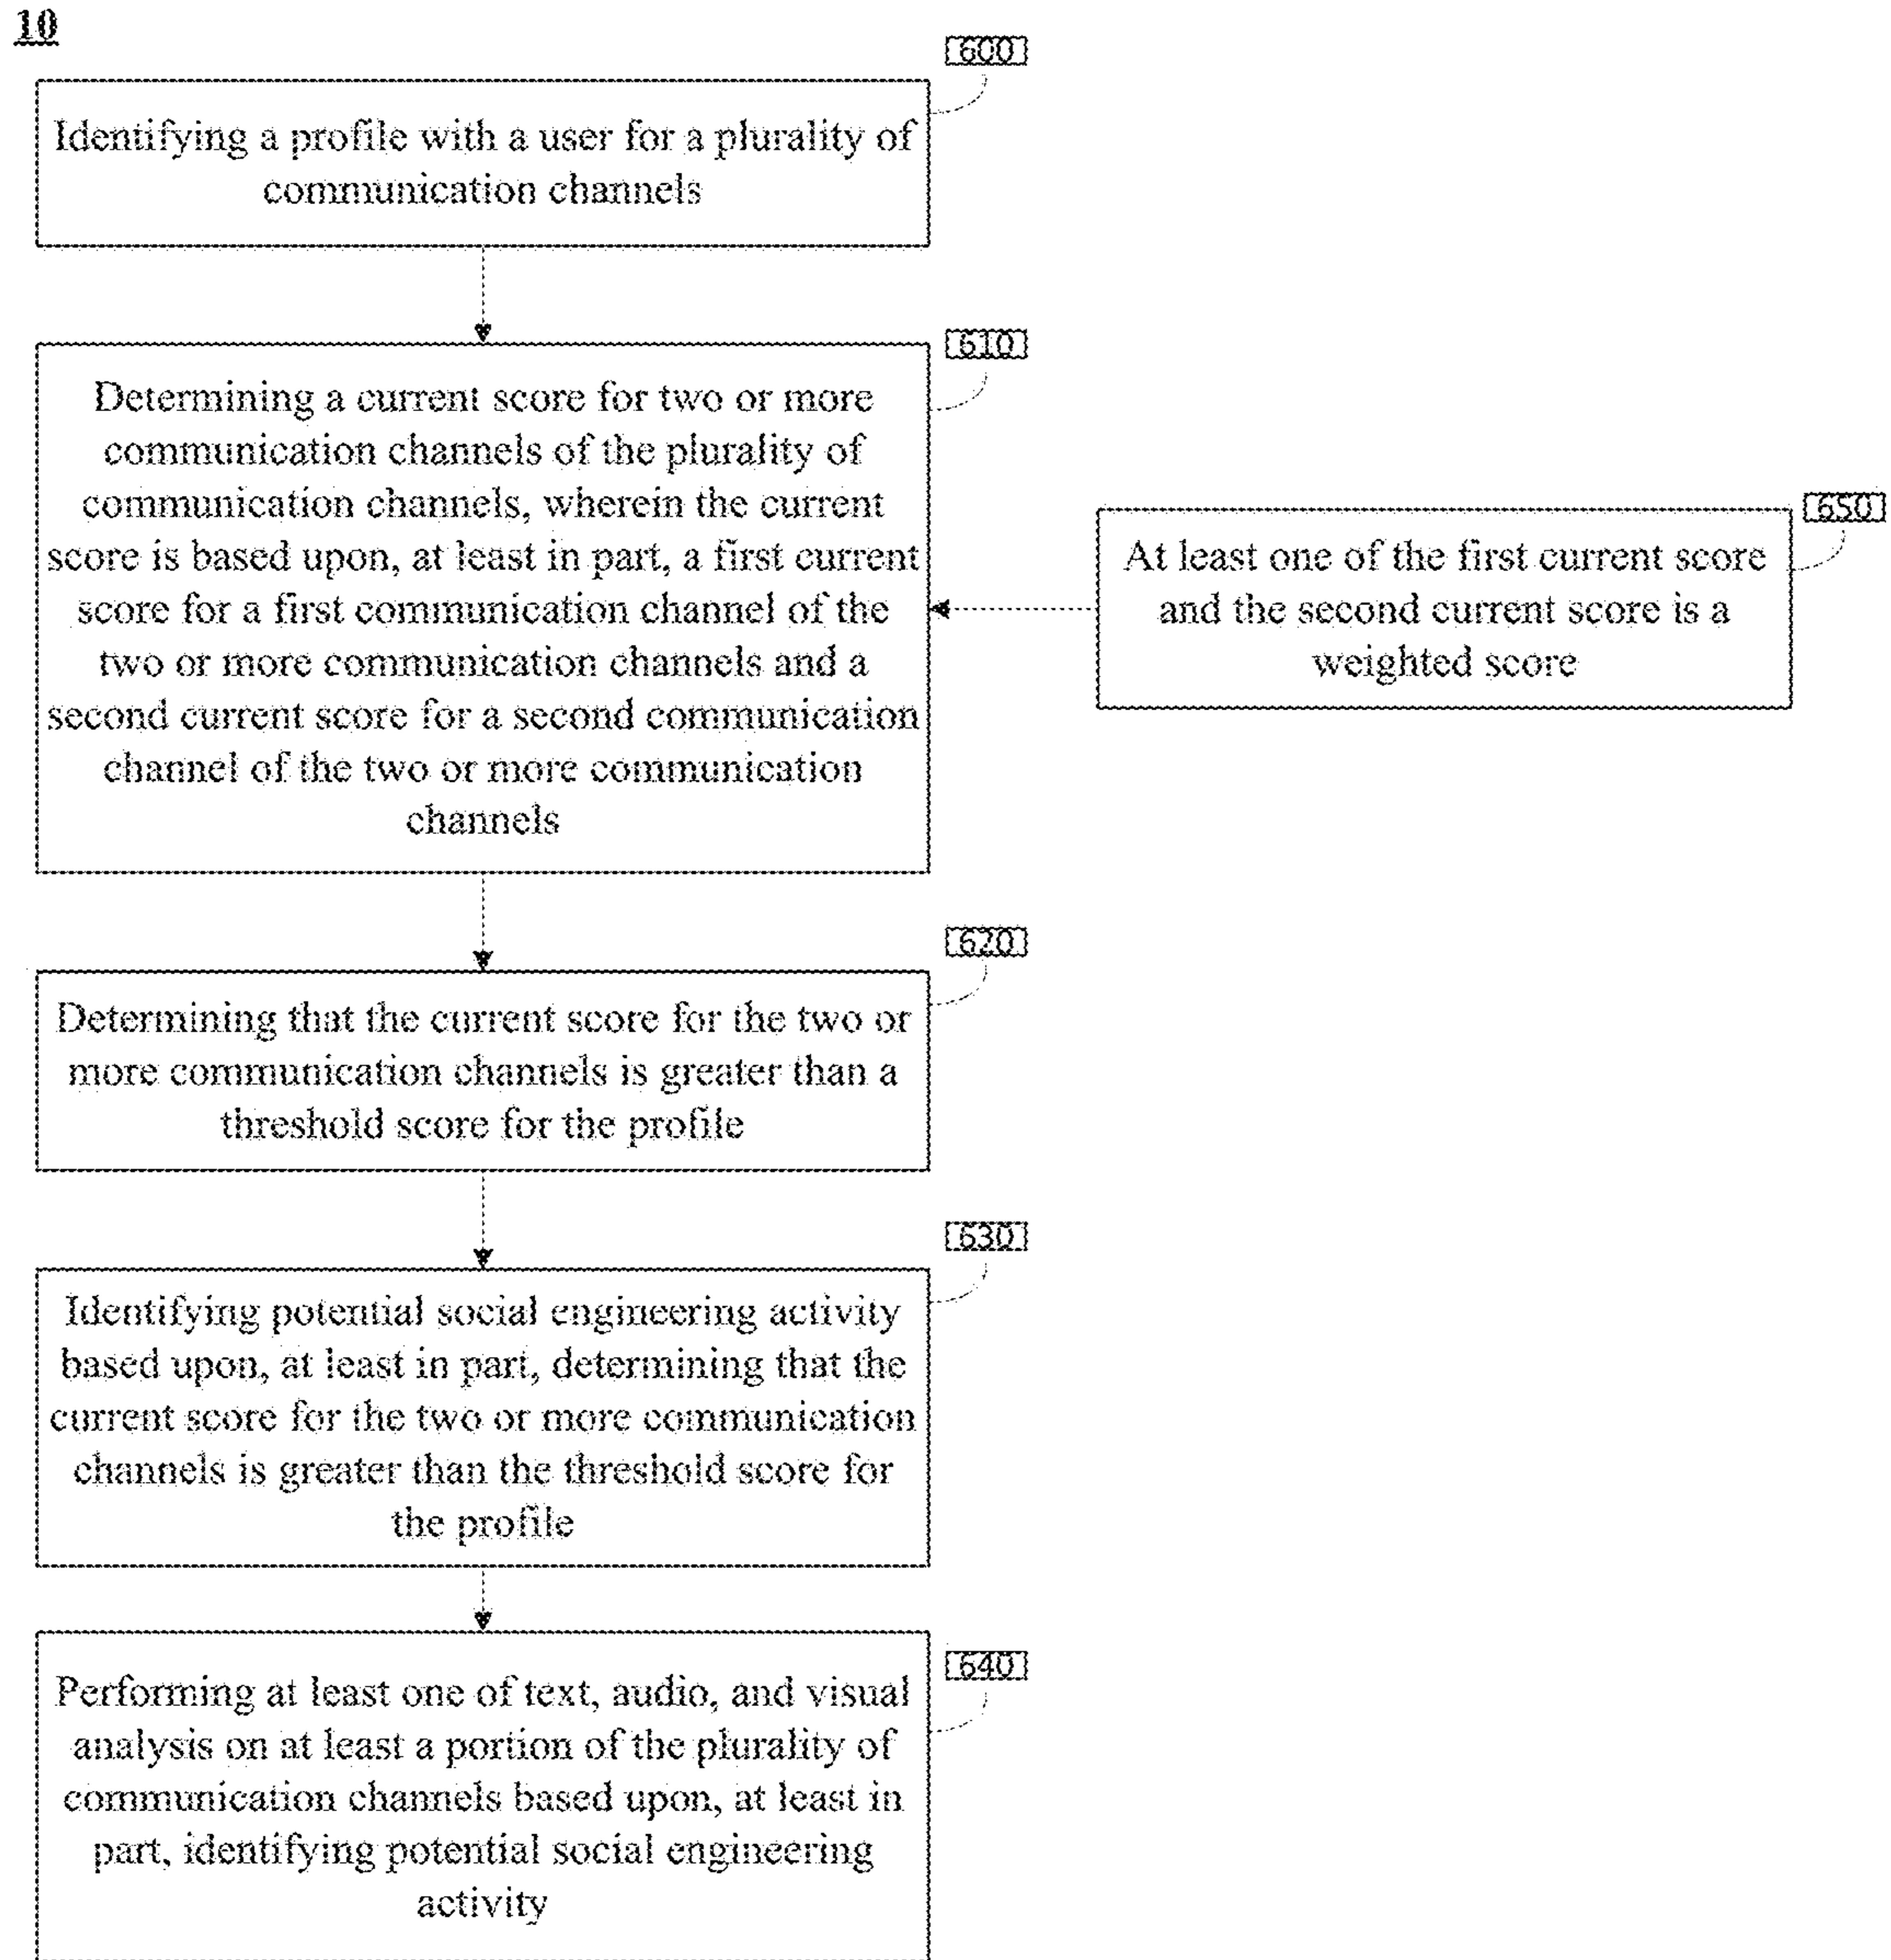 10
600
Identifying a profile with a user for a plurality of
communication channels
610
Determining a current score for two or more
communication channels of the plurality of
communication channels, wherein the current
score is based upon, at least in part, a first current
score for a first communication channel of the
two or more communication channels and a
second current score for a second communication
channel of the two or more communication
channels
650
At least one of the first current score
and the second current score is a
weighted score
620
Determining that the current score for the two or
more communication channels is greater than a
threshold score for the profile
630
Identifying potential social engineering activity
based upon, at least in part, determining that the
current score for the two or more communication
channels is greater than the threshold score for
the profile
640
Performing at least one of text, audio, and visual
analysis on at least a portion of the plurality of
communication channels based upon, at least in
part, identifying potential social engineering
activity